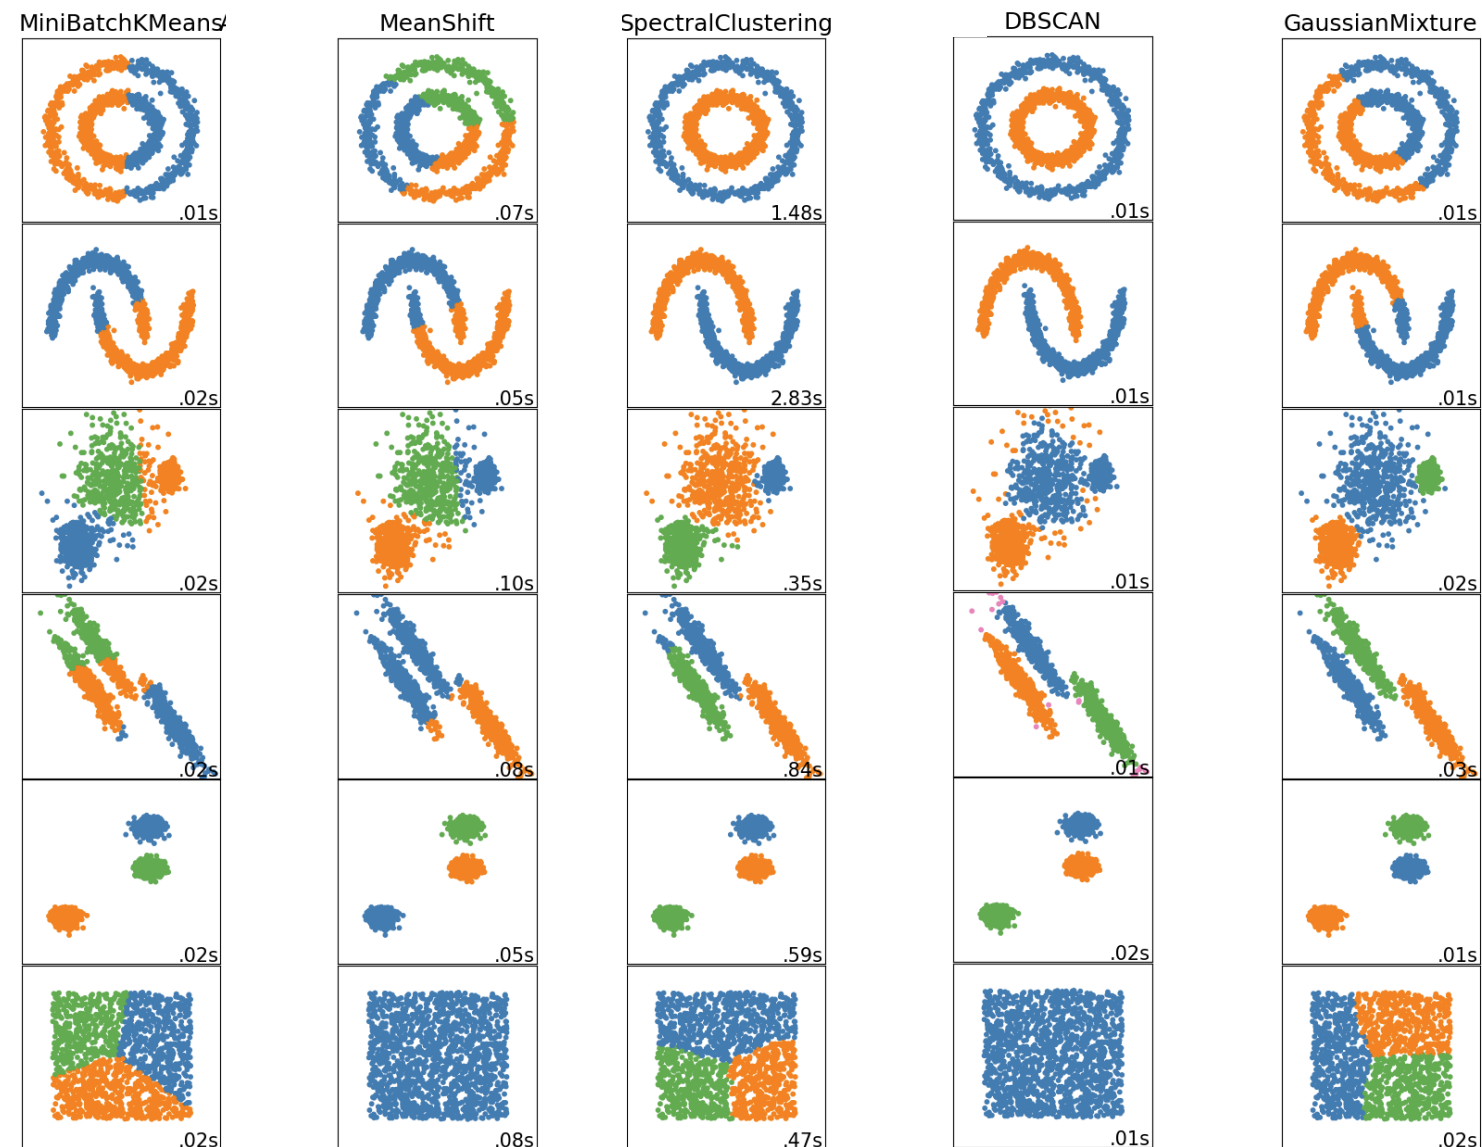 MiniBatchKMeans MeanShift SpectralClustering DBSCAN GaussianMixture
.01s .07s 1.48s .01s .01s
.02s .05s 2.83s .01s .01s
.02s .10s .35s .01s .02s
.02s .08s .84s .01s .03s
.02s .05s .59s .02s .01s
.02s .08s .47s .01s .02s